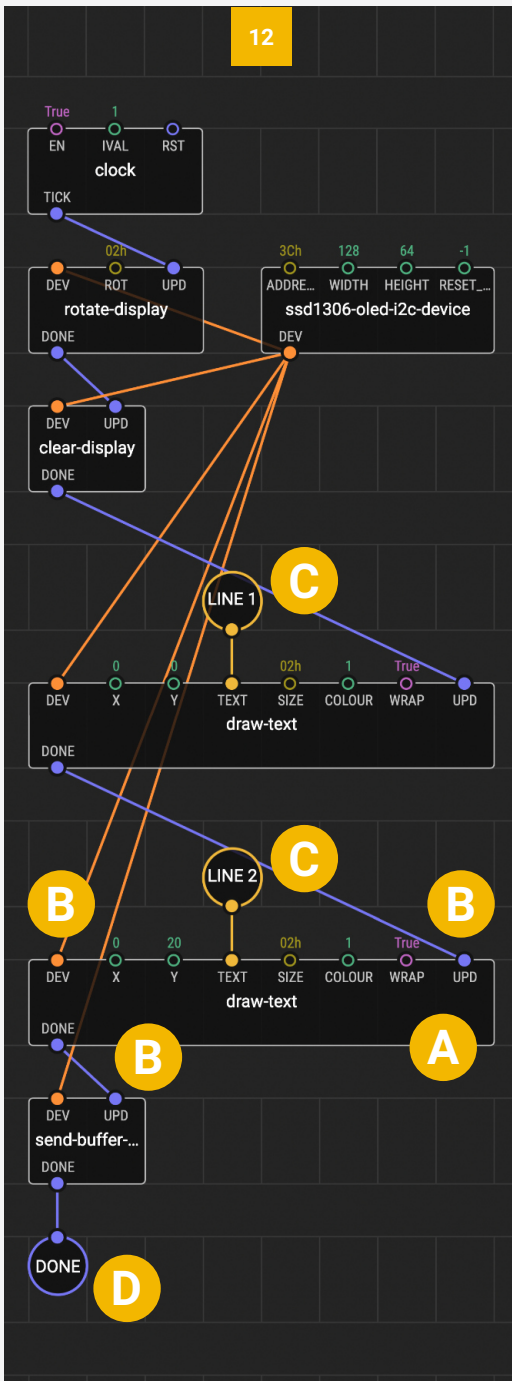 12
True 1
EN IVAL RST
clock
TICK
02h
DEV ROT UPD
rotate-display
DONE
3Ch 128 64 -1
ADDRE... WIDTH HEIGHT RESET_...
ssd1306-oled-i2c-device
DEV
DEV UPD
clear-display
DONE
C
LINE 1
0 0 02h 1 True
DEV X Y TEXT SIZE COLOUR WRAP UPD
draw-text
DONE
C
LINE 2
B B
0 20 02h 1 True
DEV X Y TEXT SIZE COLOUR WRAP UPD
draw-text
DONE
A
B
DEV UPD
send-buffer-...
DONE
DONE
D